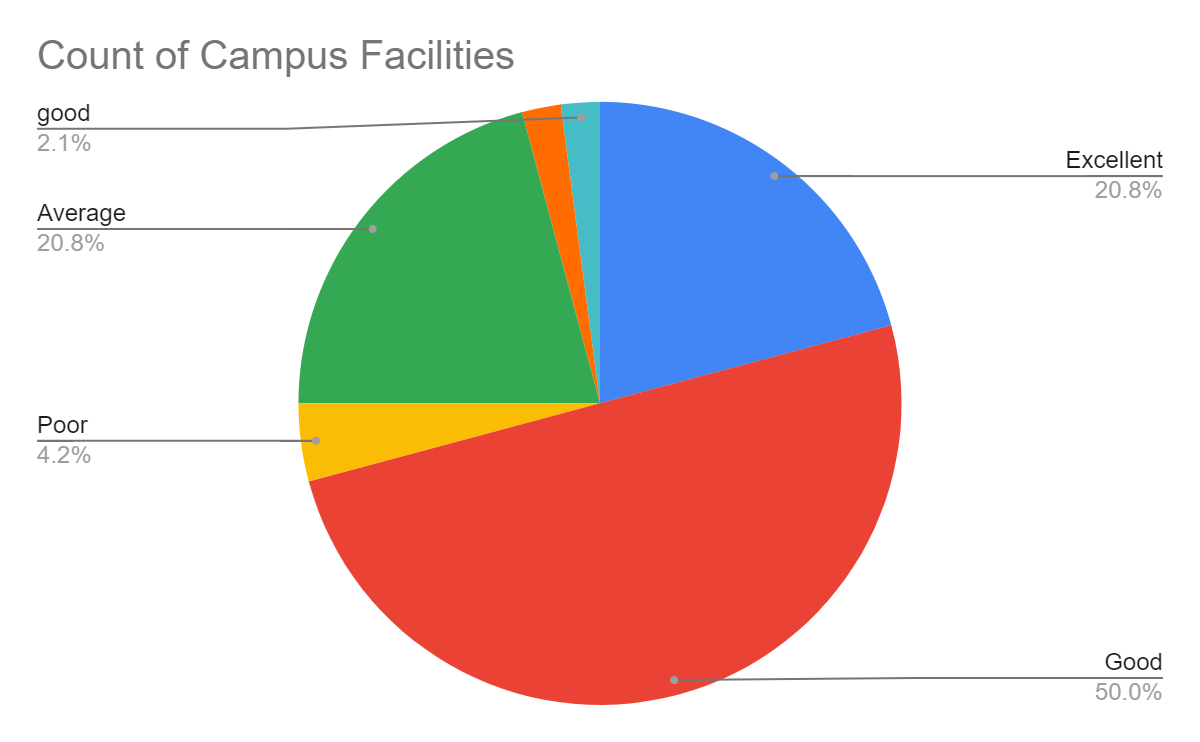 Count of Campus Facilities
good
2.1%
Average
20.8%
Poor
4.2%
Excellent
20.8%
Good
50.0%